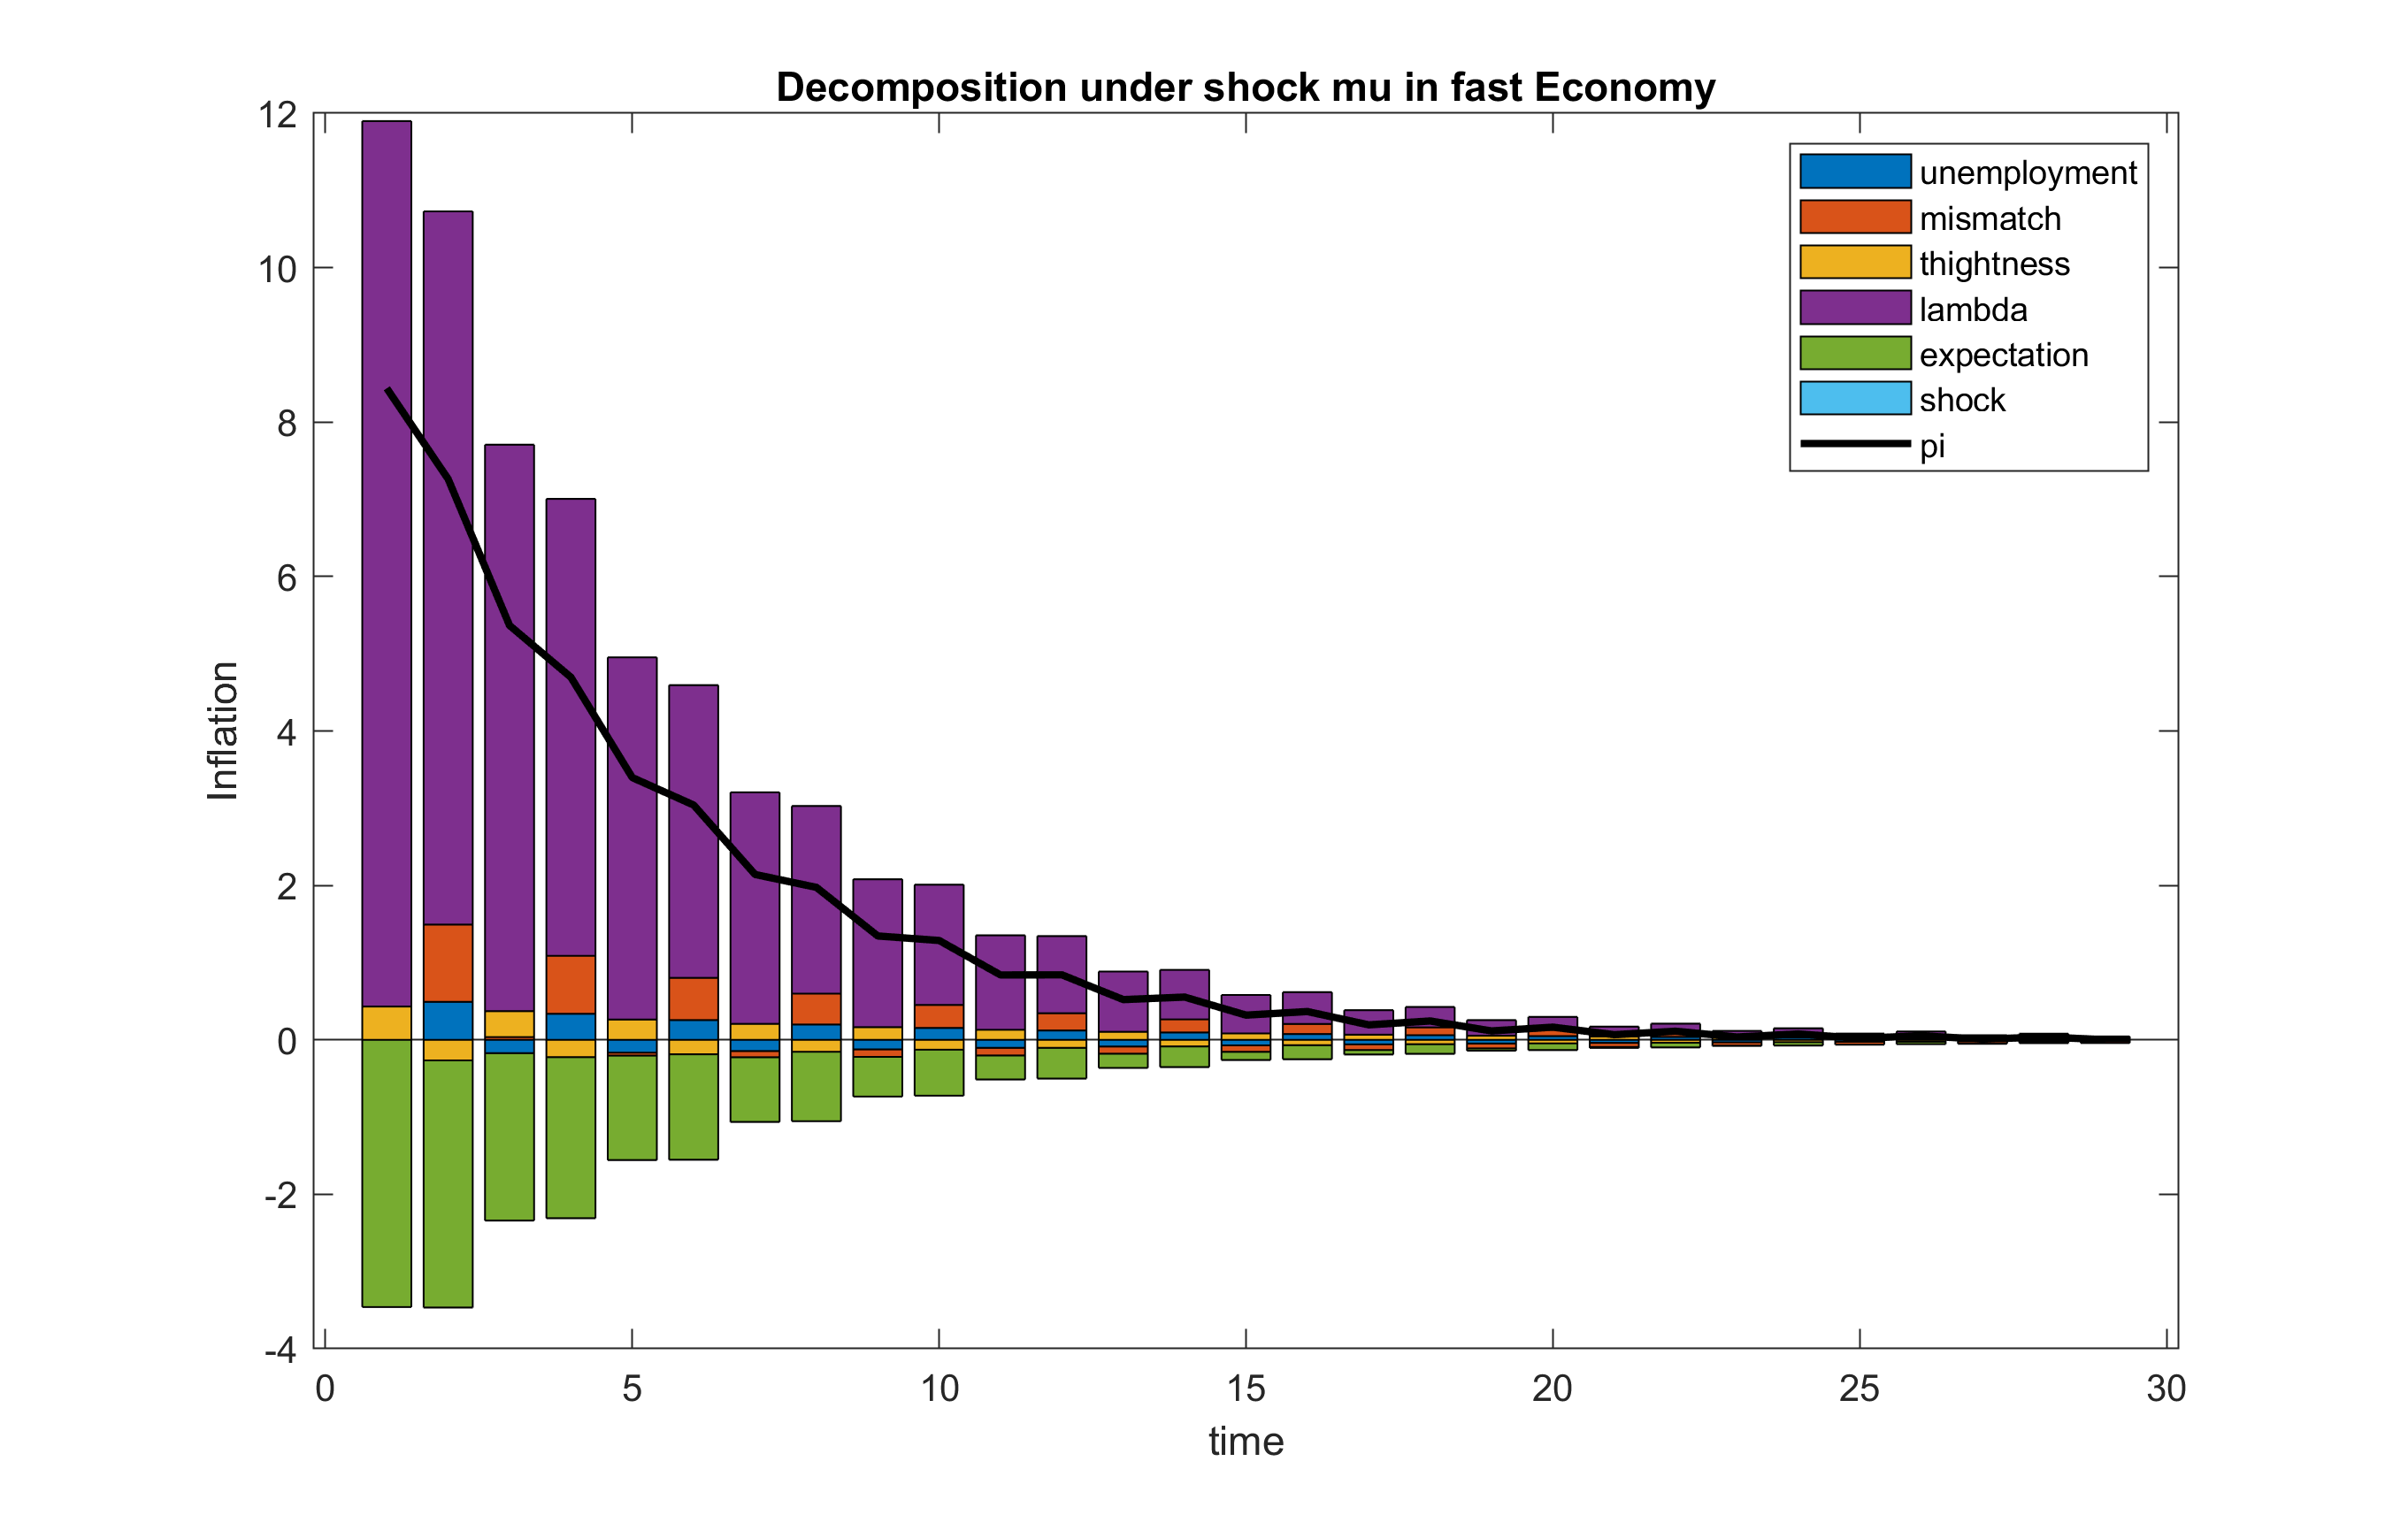 Decomposition under shock mu in fast Economy
12
10
8
6
4
2
0
-2
-4
Inflation
unemployment
mismatch
thightness
lambda
expectation
shock
pi
0 5 10 15 20 25 30
time